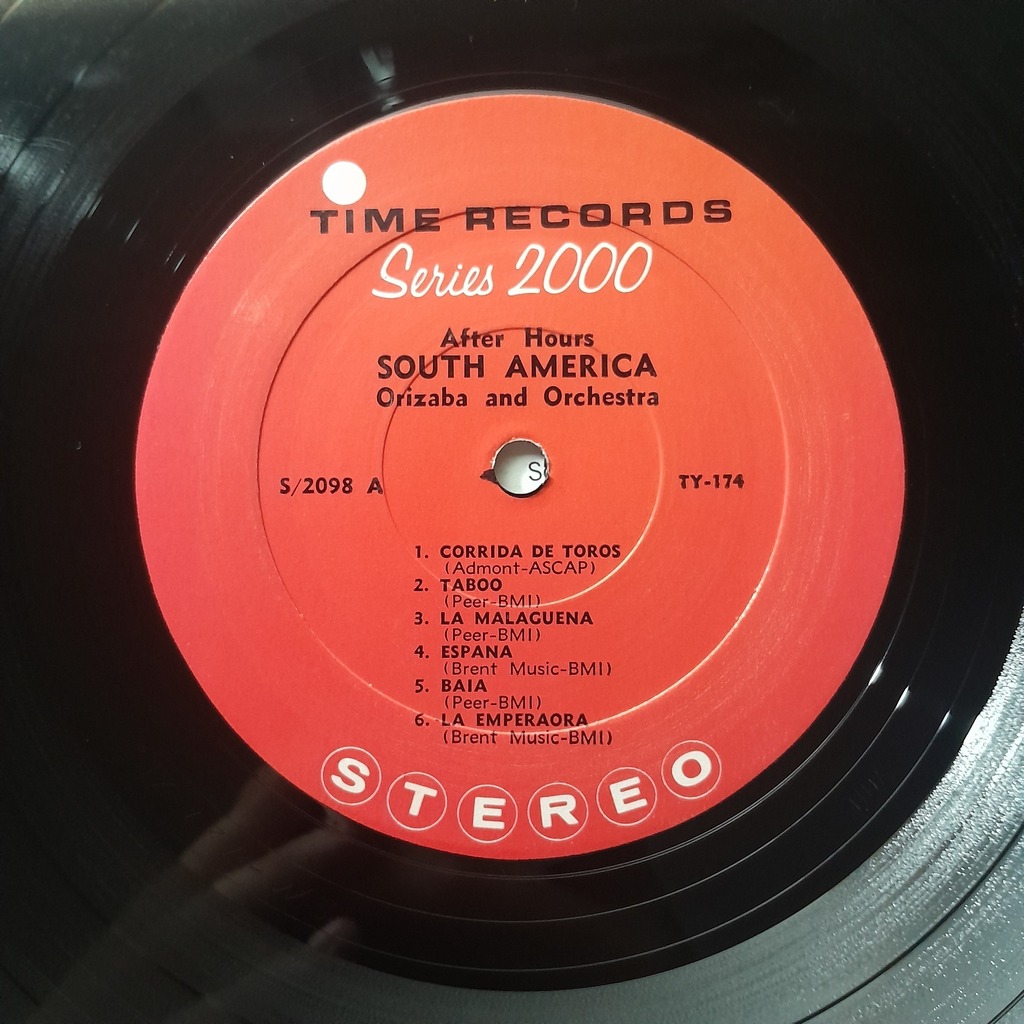 TIME RECORDS
Series 2000
After Hours
SOUTH AMERICA
Orizaba and Orchestra
S
S/2098 A
TY-174
1. CORRIDA DE TOROS
(Admont-ASCAP)
2. TABOO
(Peer-BMI)
3. LA MALAGUENA
(Peer-BMI)
4. ESPANA
(Brent Music-BMI)
5. BAIA
(Peer-BMI)
6. LA EMPERAORA
(Brent Music-BMI)
STEREO